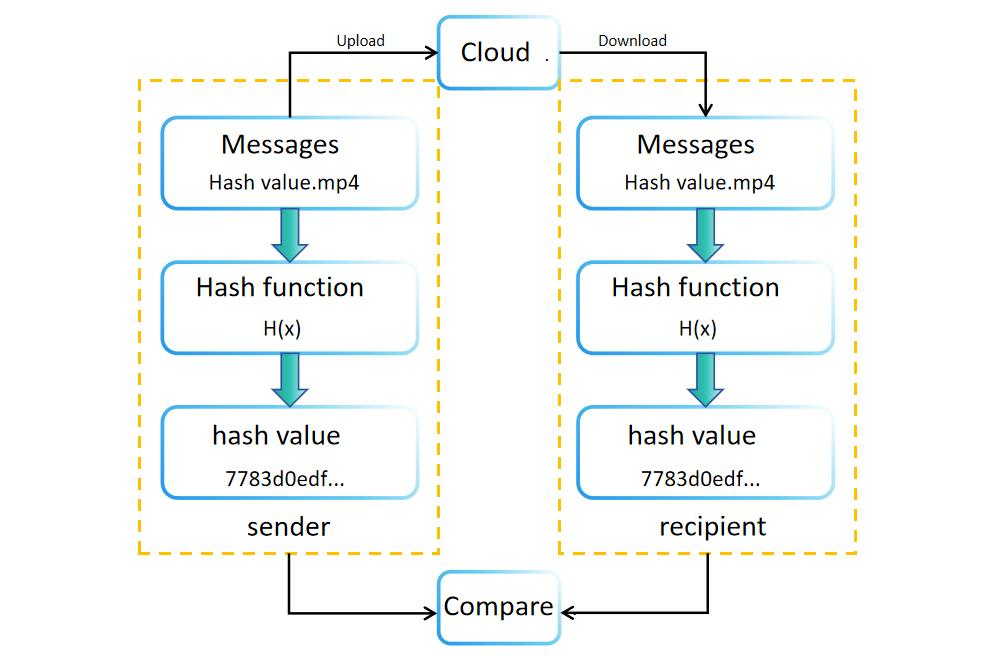 Upload
Cloud .
Download
Messages
Hash value.mp4
Hash function
H(x)
hash value
7783d0edf...
sender
Messages
Hash value.mp4
Hash function
H(x)
hash value
7783d0edf...
recipient
Compare